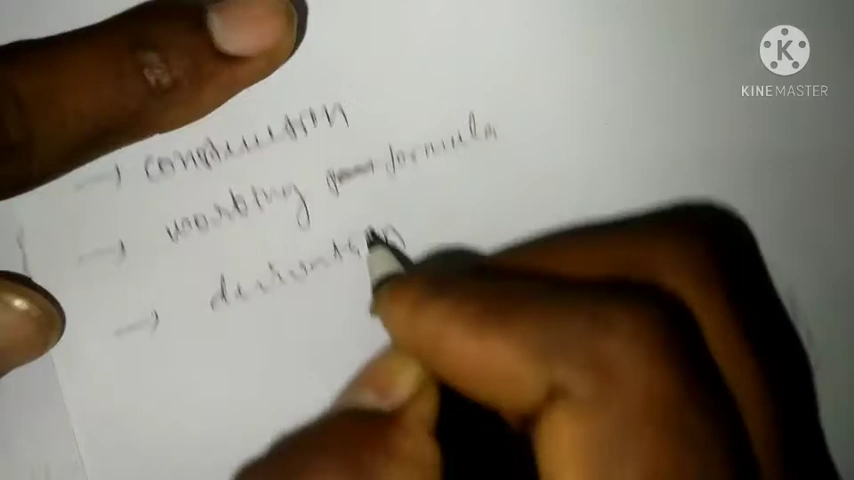 → construction
→ working formula
→ derivation
KINEMASTER